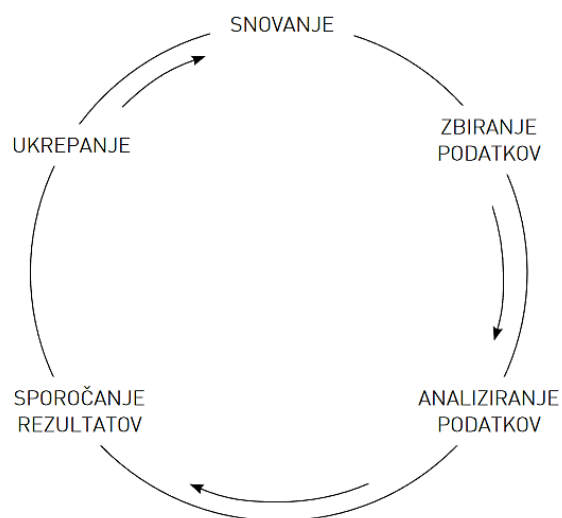 SNOVANJE
ZBIRANJE
PODATKOV
ANALIZIRANJE
PODATKOV
SPOROČANJE
REZULTATOV
UKREPANJE